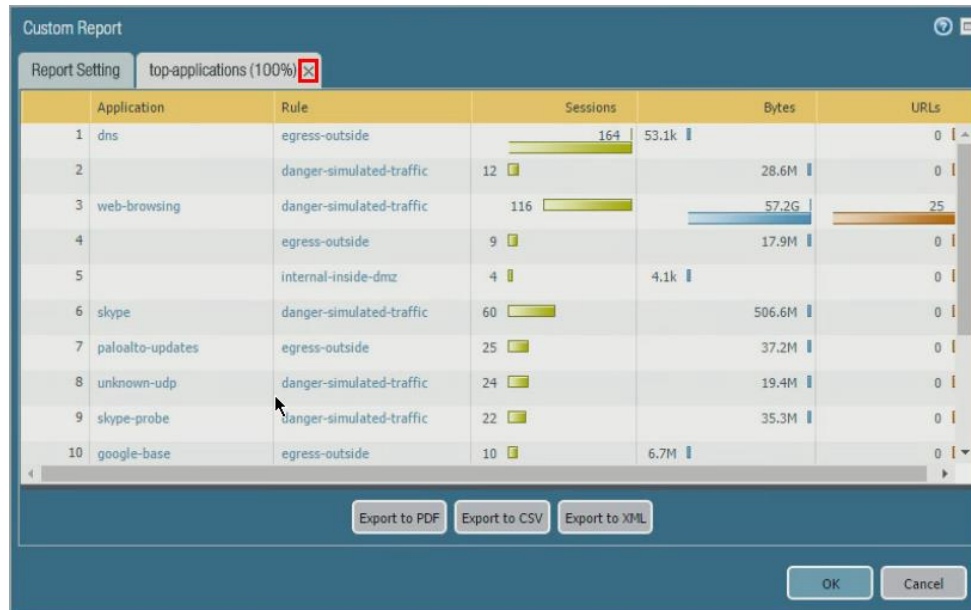 Custom Report
Report Setting top-applications (100%)
Application Rule Sessions Bytes URLs
1 dns egress-outside 164 53.1k 0
2 danger-simulated-traffic 12 28.6M 0
3 web-browsing danger-simulated-traffic 116 57.2G 25
4 egress-outside 9 17.9M 0
5 internal-inside-dmz 4 4.1k 0
6 skype danger-simulated-traffic 60 506.6M 0
7 paloalto-updates egress-outside 25 37.2M 0
8 unknown-udp danger-simulated-traffic 24 19.4M 0
9 skype-probe danger-simulated-traffic 22 35.3M 0
10 google-base egress-outside 10 6.7M 0
Export to PDF Export to CSV Export to XML
OK Cancel